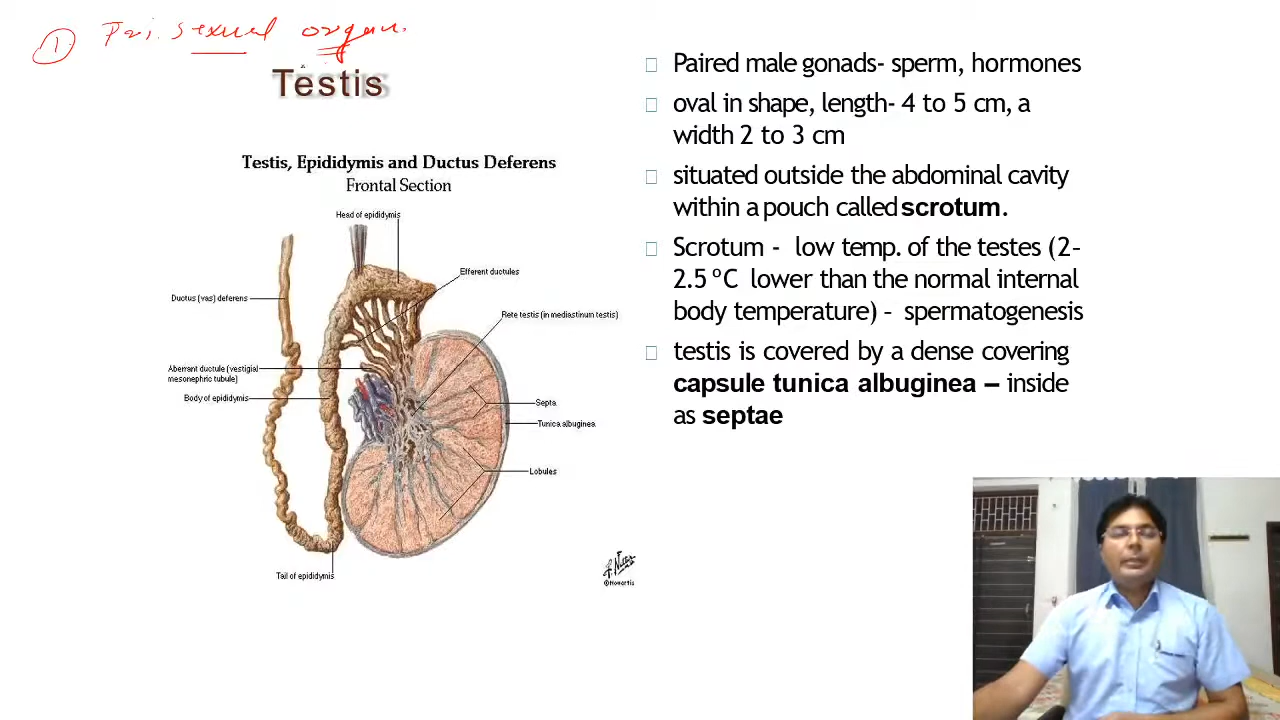 ① Pri. sexual organ.
Testis
Testis, Epididymis and Ductus Deferens
Frontal Section
Head of epididymis
Efferent ductules
Ductus (vas) deferens
Rete testis (in mediastinum testis)
Aberrant ductule (vestigial
mesonephric tubule)
Body of epididymis
Septa
Tunica albuginea
Lobules
Tail of epididymis
©Novartis
Paired male gonads- sperm, hormones
oval in shape, length- 4 to 5 cm, a
width 2 to 3 cm
situated outside the abdominal cavity
within a pouch called scrotum.
Scrotum - low temp. of the testes (2–
2.5 ºC lower than the normal internal
body temperature) – spermatogenesis
testis is covered by a dense covering
capsule tunica albuginea – inside
as septae